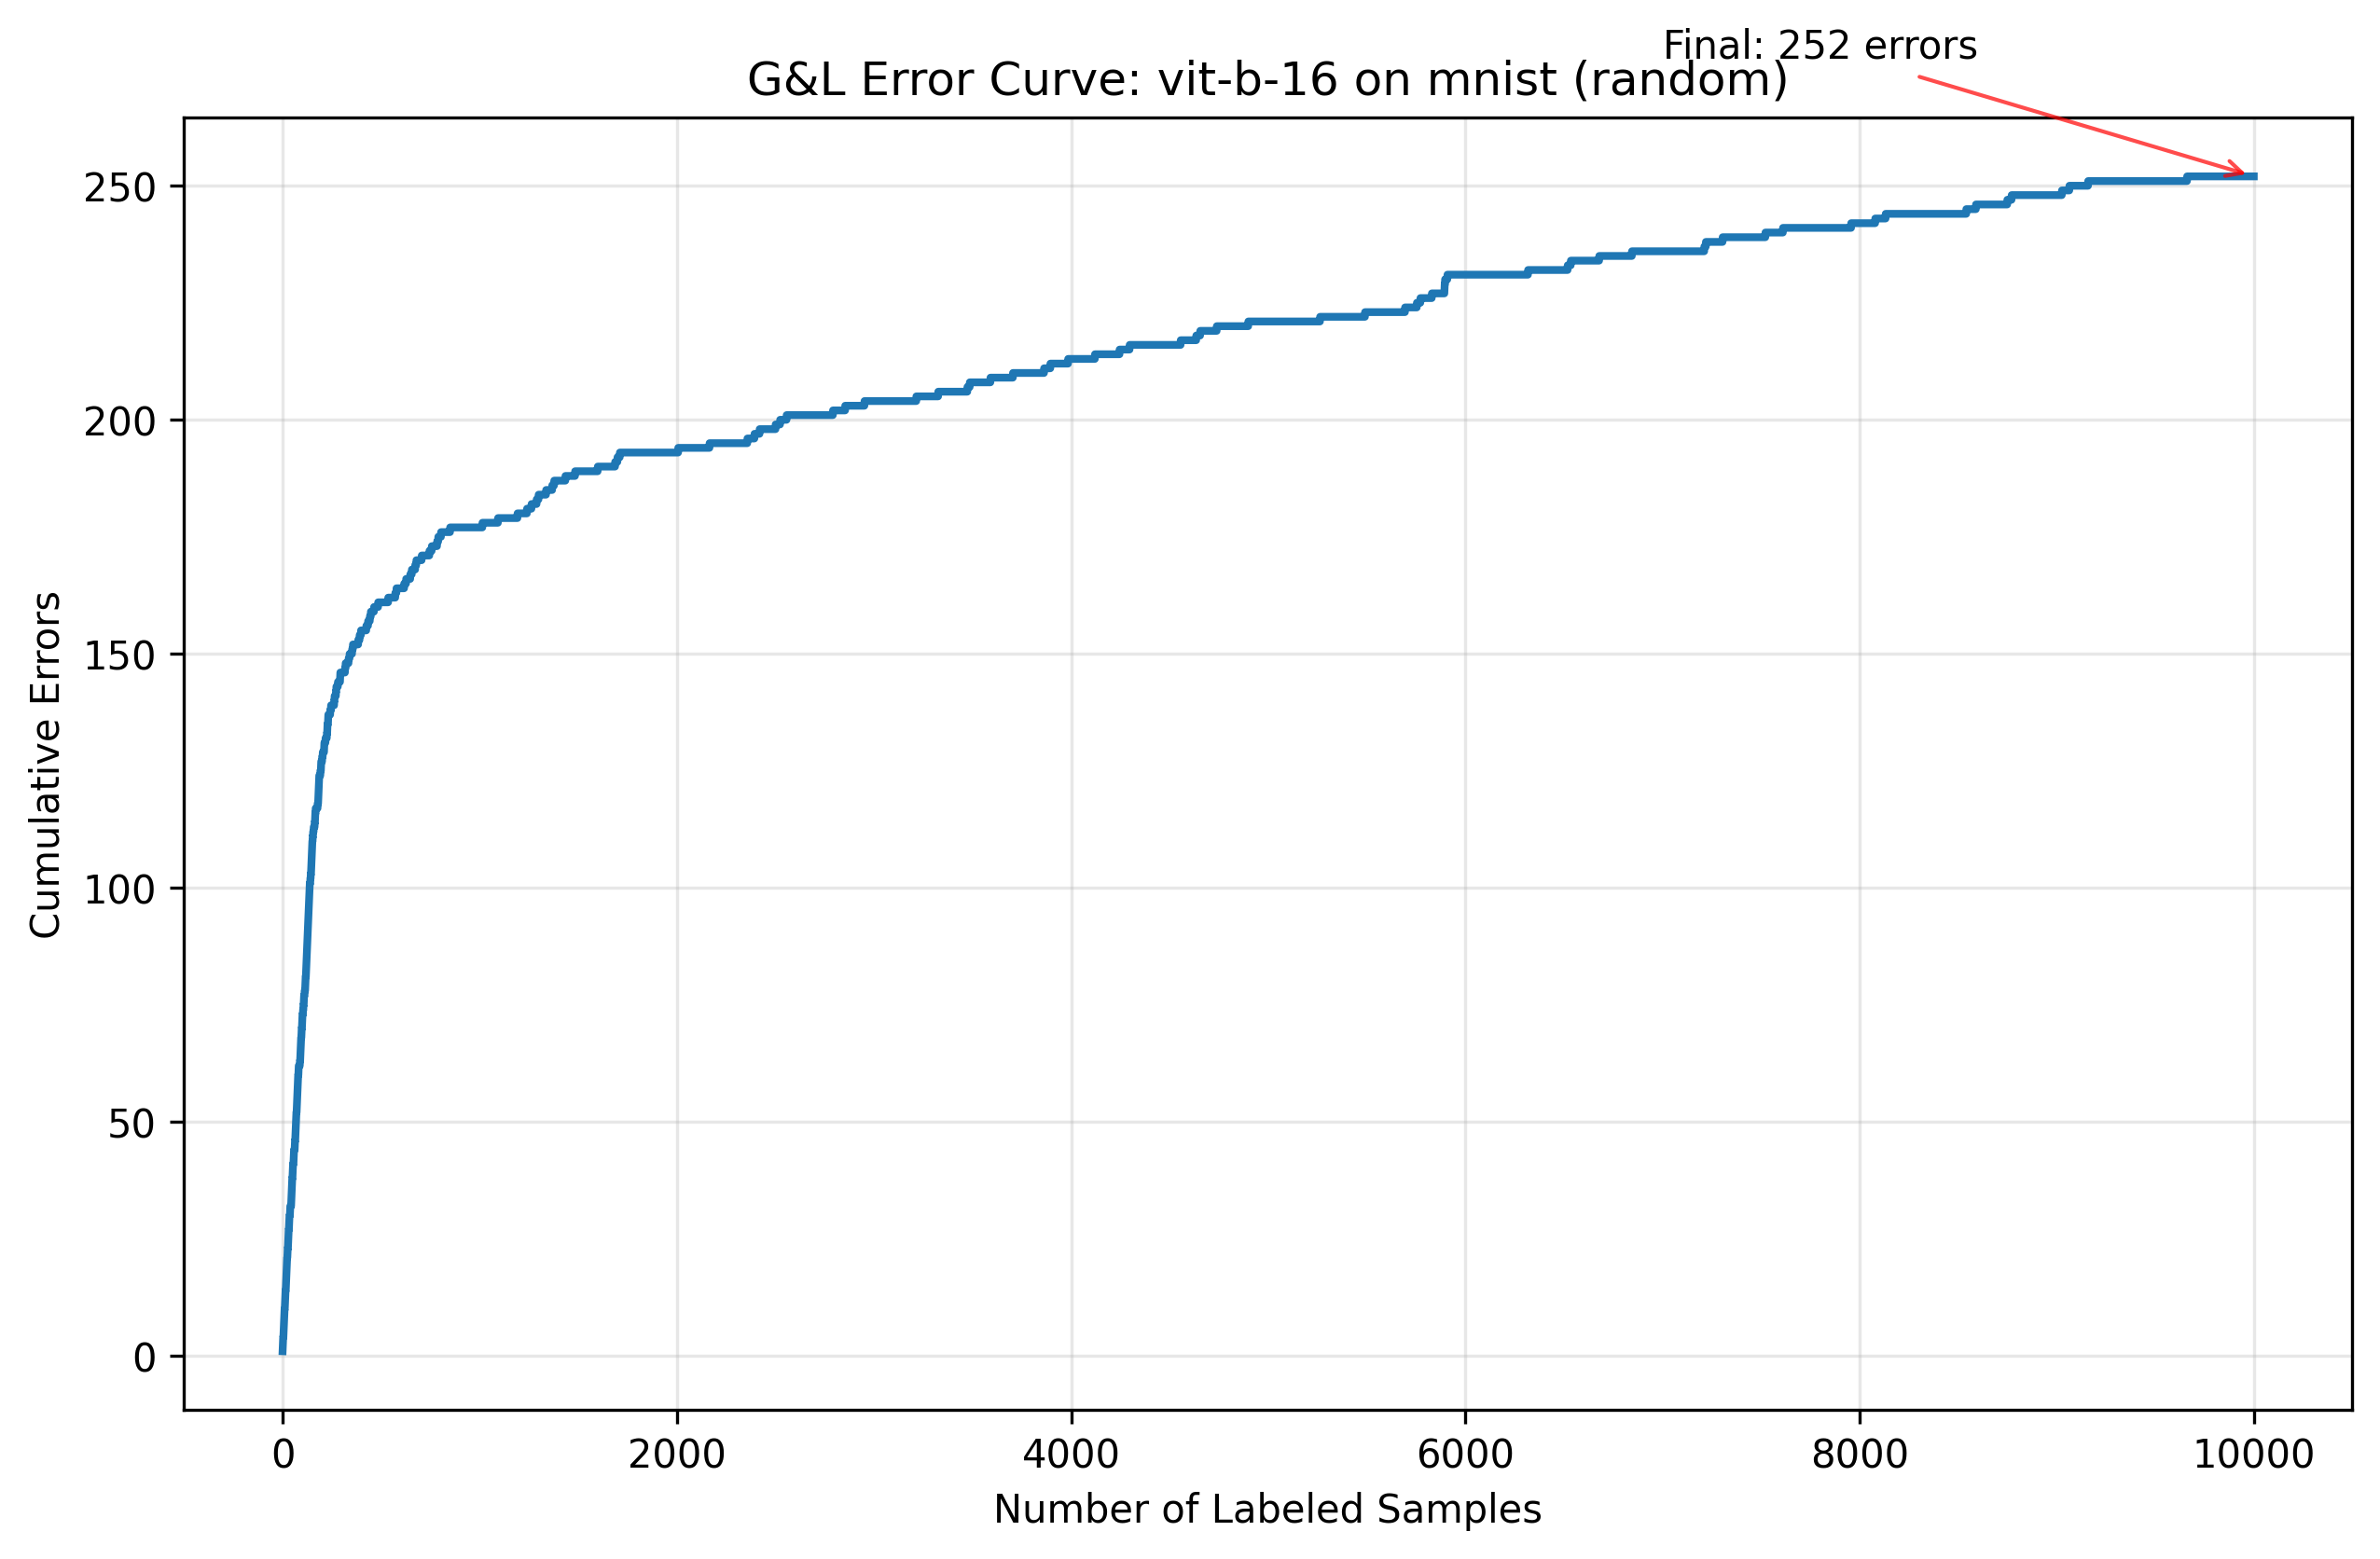 Final: 252 errors
G&L Error Curve: vit-b-16 on mnist (random)
250
200
150
100
50
0
Cumulative Errors
0 2000 4000 6000 8000 10000
Number of Labeled Samples